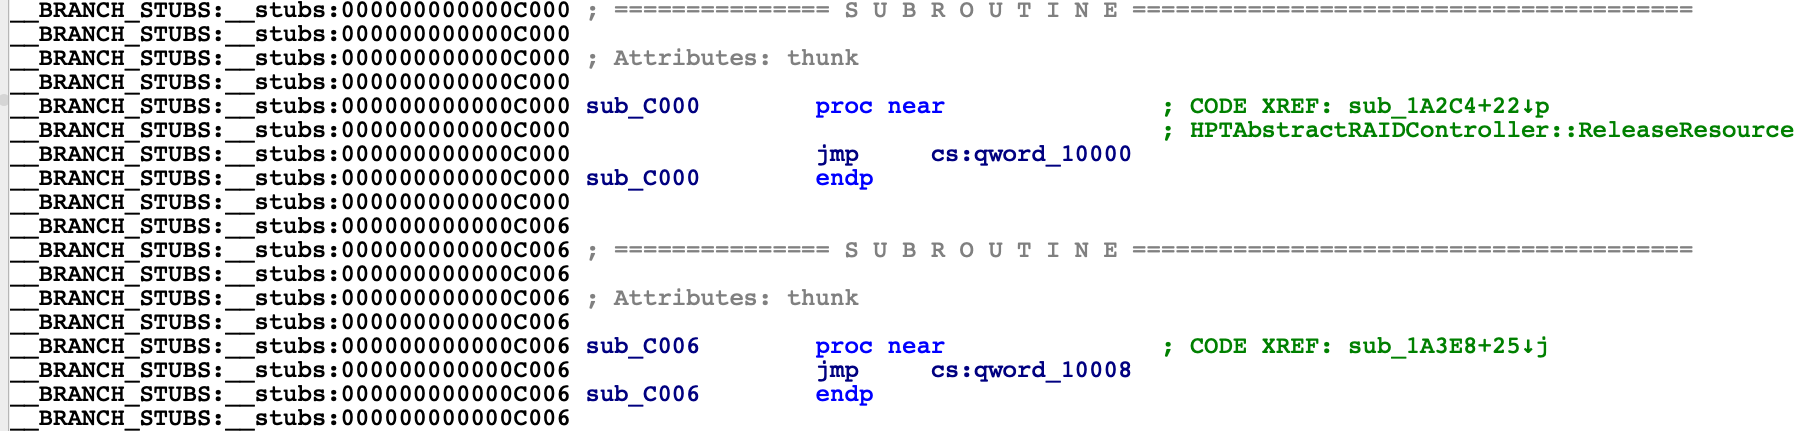 __BRANCH_STUBS:__stubs:000000000000C000 ; =============== S U B R O U T I N E =======================================
__BRANCH_STUBS:__stubs:000000000000C000
__BRANCH_STUBS:__stubs:000000000000C000 ; Attributes: thunk
__BRANCH_STUBS:__stubs:000000000000C000
__BRANCH_STUBS:__stubs:000000000000C000 sub_C000        proc near               ; CODE XREF: sub_1A2C4+22↓p
__BRANCH_STUBS:__stubs:000000000000C000                                         ; HPTAbstractRAIDController::ReleaseResource
__BRANCH_STUBS:__stubs:000000000000C000                 jmp     cs:qword_10000
__BRANCH_STUBS:__stubs:000000000000C000 sub_C000        endp
__BRANCH_STUBS:__stubs:000000000000C000
__BRANCH_STUBS:__stubs:000000000000C006
__BRANCH_STUBS:__stubs:000000000000C006 ; =============== S U B R O U T I N E =======================================
__BRANCH_STUBS:__stubs:000000000000C006
__BRANCH_STUBS:__stubs:000000000000C006 ; Attributes: thunk
__BRANCH_STUBS:__stubs:000000000000C006
__BRANCH_STUBS:__stubs:000000000000C006 sub_C006        proc near               ; CODE XREF: sub_1A3E8+25↓j
__BRANCH_STUBS:__stubs:000000000000C006                 jmp     cs:qword_10008
__BRANCH_STUBS:__stubs:000000000000C006 sub_C006        endp
__BRANCH_STUBS:__stubs:000000000000C006